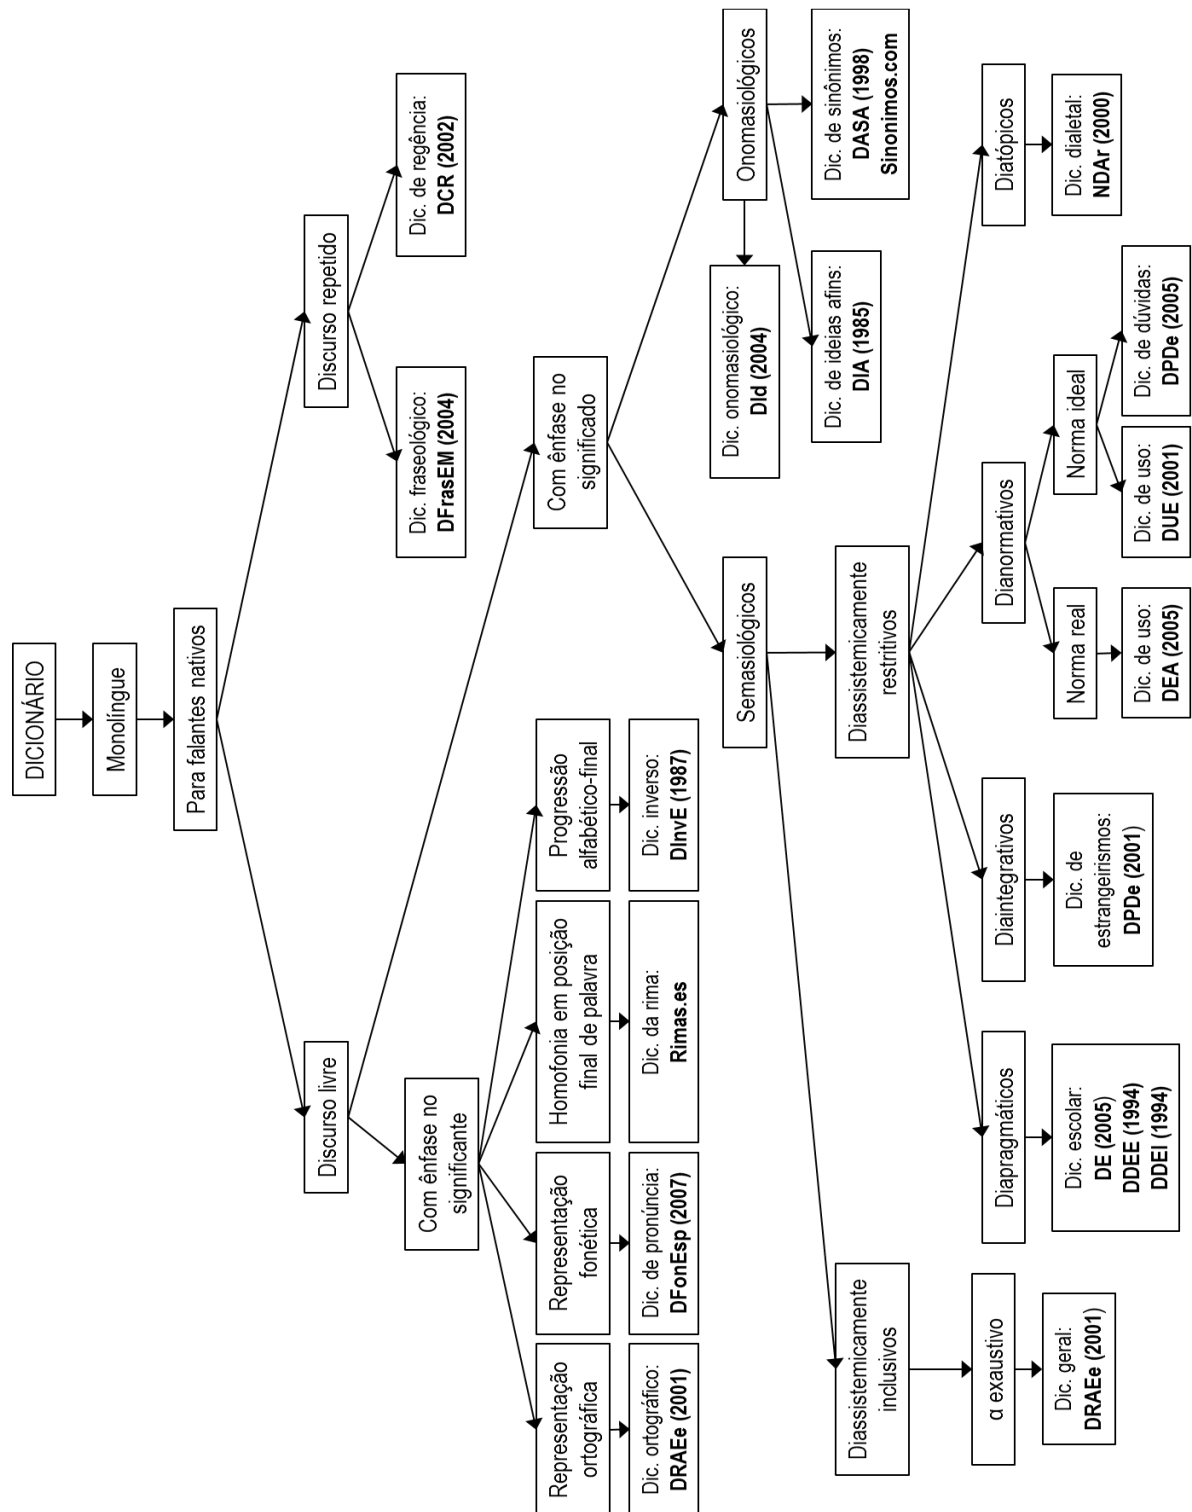 DICIONÁRIO
Monolíngue
Para falantes nativos
Discurso livre
Discurso repetido
Com ênfase no
significante
Dic. fraseológico:
DFrasEM (2004)
Dic. de regência:
DCR (2002)
Representação
ortográfica
Representação
fonética
Homofonia em posição
final de palavra
Progressão
alfabético-final
Com ênfase no
significado
Dic. ortográfico:
DRAEe (2001)
Dic. de pronúncia:
DFonEsp (2007)
Dic. da rima:
Rimas.es
Dic. inverso:
DInvE (1987)
Semasiológicos
Onomasiológicos
Dic. onomasiológico:
DId (2004)
Dic. de ideias afins:
DIA (1985)
Dic. de sinônimos:
DASA (1998)
Sinonimos.com
Diassistemicamente
inclusivos
Diassistemicamente
restritivos
α exaustivo
Diapragmáticos
Diaintegrativos
Dianormativos
Diatópicos
Dic. geral:
DRAEe (2001)
Dic. escolar:
DE (2005)
DDEE (1994)
DDEI (1994)
Dic. de
estrangeirismos:
DPDe (2001)
Norma real
Norma ideal
Dic. dialetal:
NDAr (2000)
Dic. de uso:
DEA (2005)
Dic. de uso:
DUE (2001)
Dic. de dúvidas:
DPDe (2005)